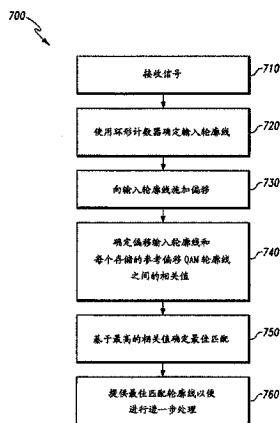 700
接收信号
710
使用环形计数器确定输入轮廓线
720
向输入轮廓线添加偏移
730
确定偏移输入轮廓线和
每个存储的参考偏移 QAM 轮廓线
之间的相关值
740
基于最高的相关值确定最佳匹配
750
提供最佳匹配轮廓线以便
进行进一步处理
760